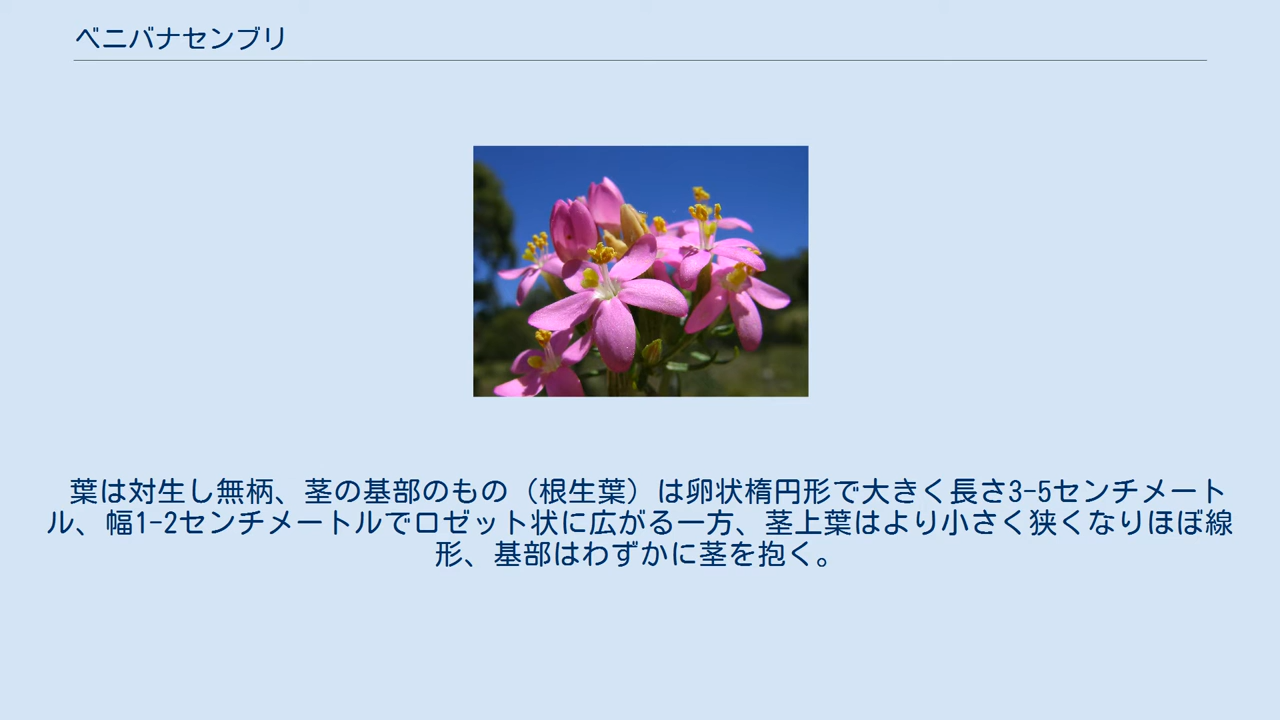 ベニバナセンブリ
葉は対生し無柄、茎の基部のもの（根生葉）は卵状楕円形で大きく長さ3-5センチメート
ル、幅1-2センチメートルでロゼット状に広がる一方、茎上葉はより小さく狭くなりほぼ線
形、基部はわずかに茎を抱く。